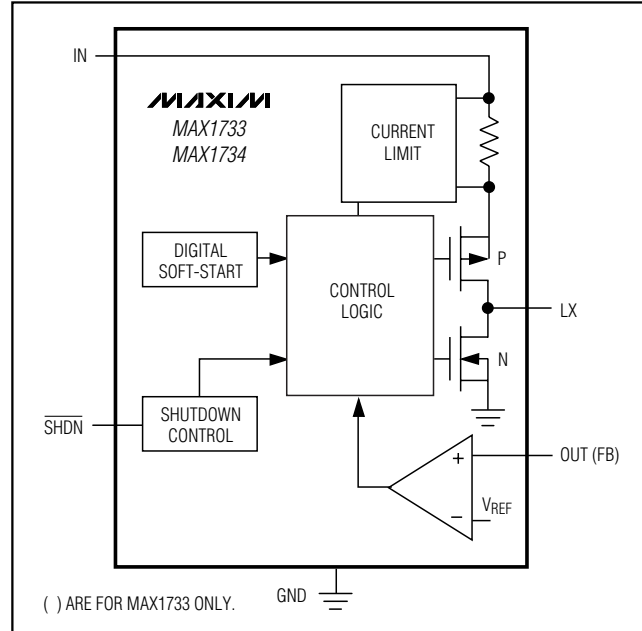 IN
MAXIM
MAX1733
MAX1734
CURRENT
LIMIT
DIGITAL
SOFT-START
CONTROL
LOGIC
P
LX
N
SHDN
SHUTDOWN
CONTROL
+
OUT (FB)
VREF
−
GND
( ) ARE FOR MAX1733 ONLY.